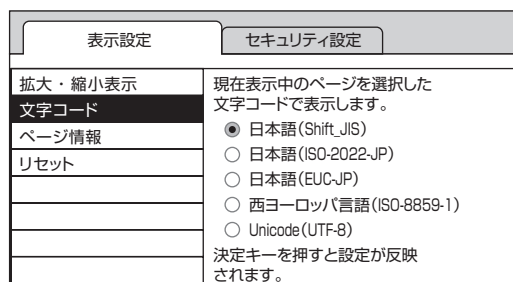 表示設定
セキュリティ設定
拡大・縮小表示
文字コード
ページ情報
リセット
現在表示中のページを選択した
文字コードで表示します。
日本語(Shift_JIS)
日本語(ISO-2022-JP)
日本語(EUC-JP)
西ヨーロッパ言語(ISO-8859-1)
Unicode(UTF-8)
決定キーを押すと設定が反映
されます。